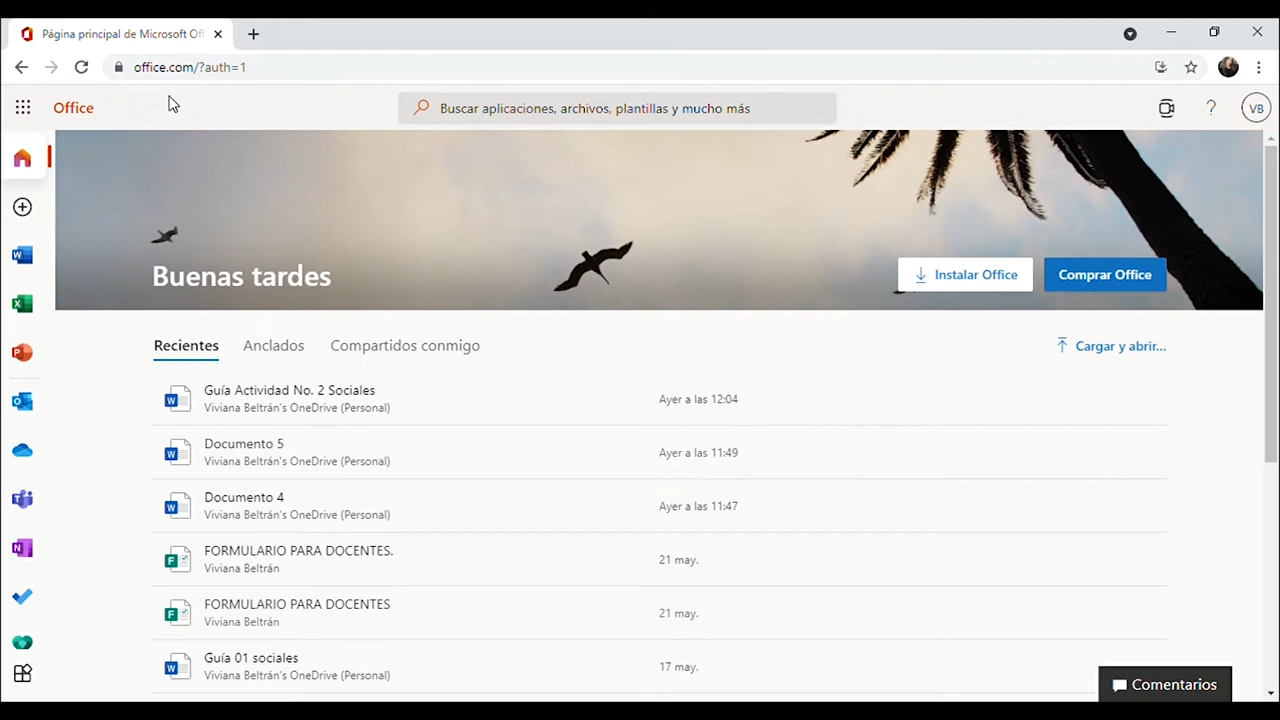 Página principal de Microsoft Off
office.com/?auth=1
Office
Buscar aplicaciones, archivos, plantillas y mucho más
?
VB
Buenas tardes
Instalar Office
Comprar Office
Recientes
Anclados
Compartidos conmigo
Cargar y abrir...
Guía Actividad No. 2 Sociales
Viviana Beltrán's OneDrive (Personal)
Ayer a las 12:04
Documento 5
Viviana Beltrán's OneDrive (Personal)
Ayer a las 11:49
Documento 4
Viviana Beltrán's OneDrive (Personal)
Ayer a las 11:47
FORMULARIO PARA DOCENTES.
Viviana Beltrán
21 may.
FORMULARIO PARA DOCENTES
Viviana Beltrán
21 may.
Guía 01 sociales
Viviana Beltrán's OneDrive (Personal)
17 may.
Comentarios